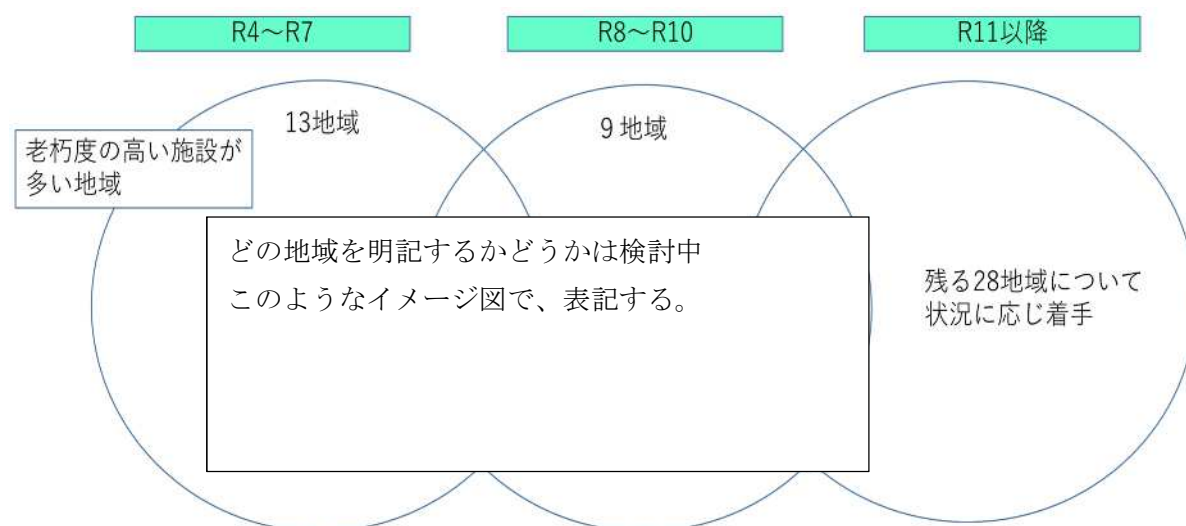 R4～R7
R8～R10
R11以降
13地域
9地域
老朽度の高い施設が
多い地域
どの地域を明記するかどうかは検討中
このようなイメージ図で、表記する。
残る28地域について
状況に応じ着手